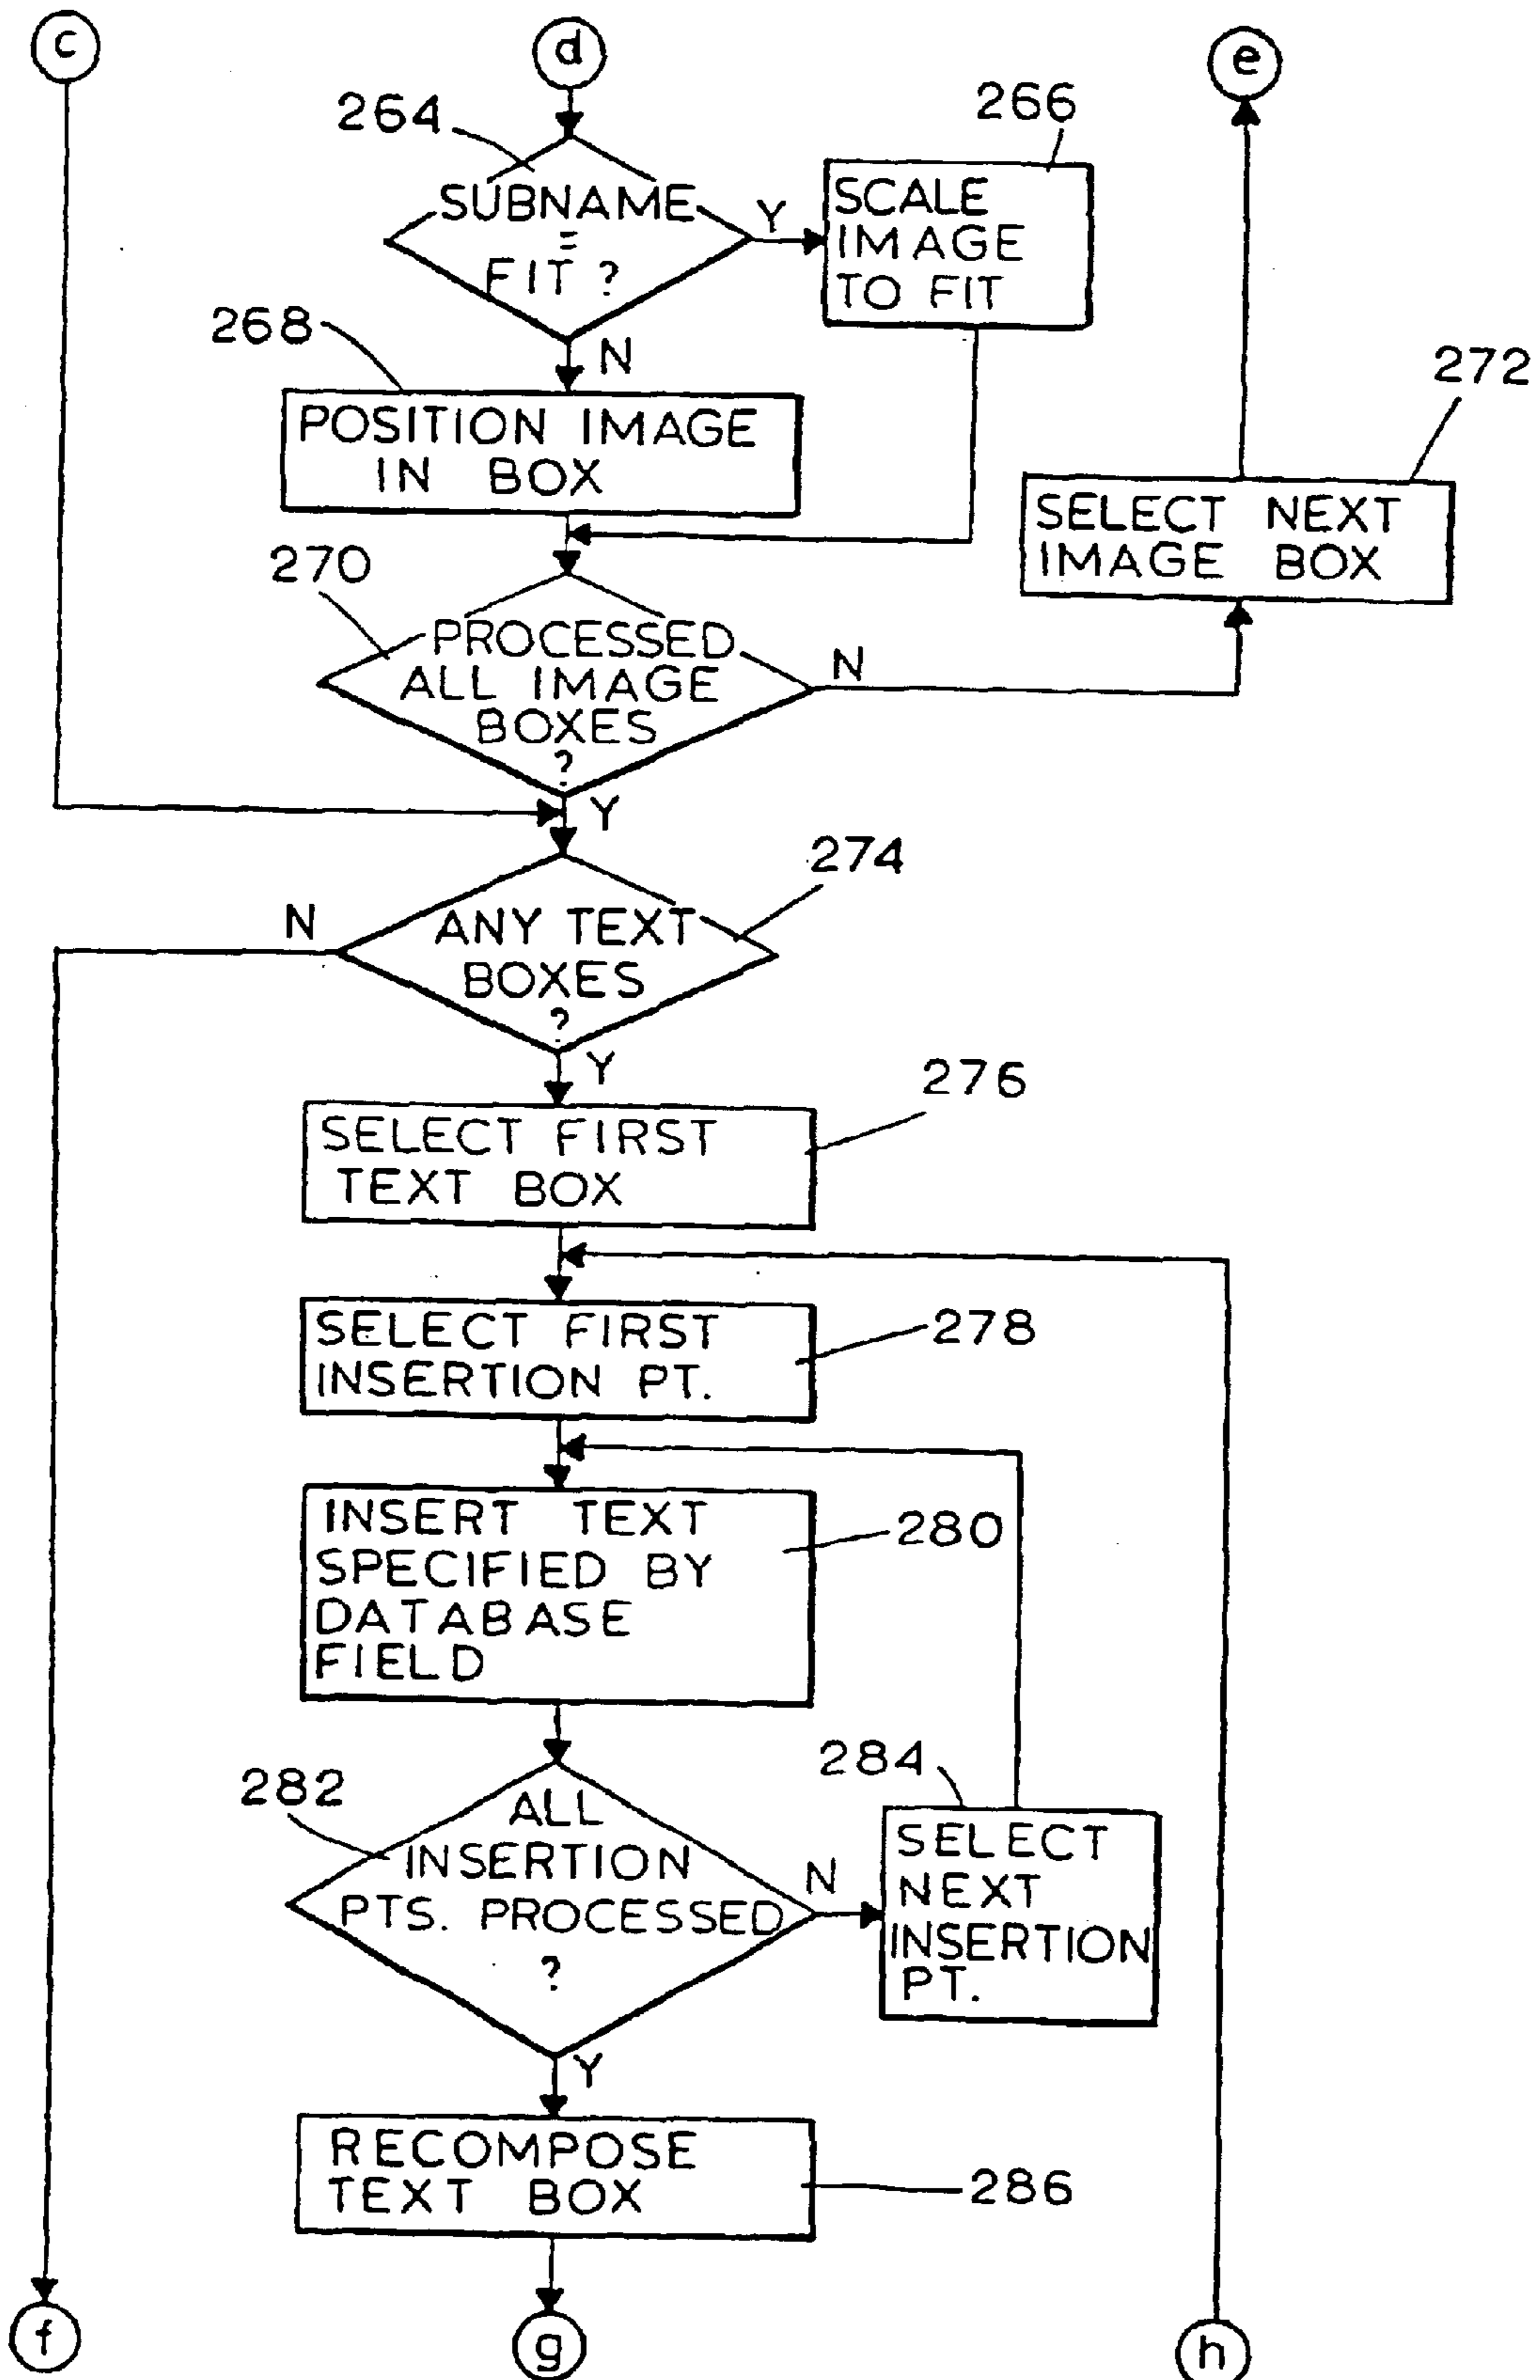 c
d
e
264
266
SUBNAME
=
FIT ?
Y
SCALE
IMAGE
TO FIT
268
N
272
POSITION IMAGE
IN BOX
SELECT NEXT
IMAGE BOX
270
PROCESSED
ALL IMAGE
BOXES
?
N
Y
274
N
ANY TEXT
BOXES
?
Y
276
SELECT FIRST
TEXT BOX
278
SELECT FIRST
INSERTION PT.
280
INSERT TEXT
SPECIFIED BY
DATABASE
FIELD
282
ALL
INSERTION
PTS. PROCESSED
?
N
284
SELECT
NEXT
INSERTION
PT.
Y
RECOMPOSE
TEXT BOX
286
f
g
h